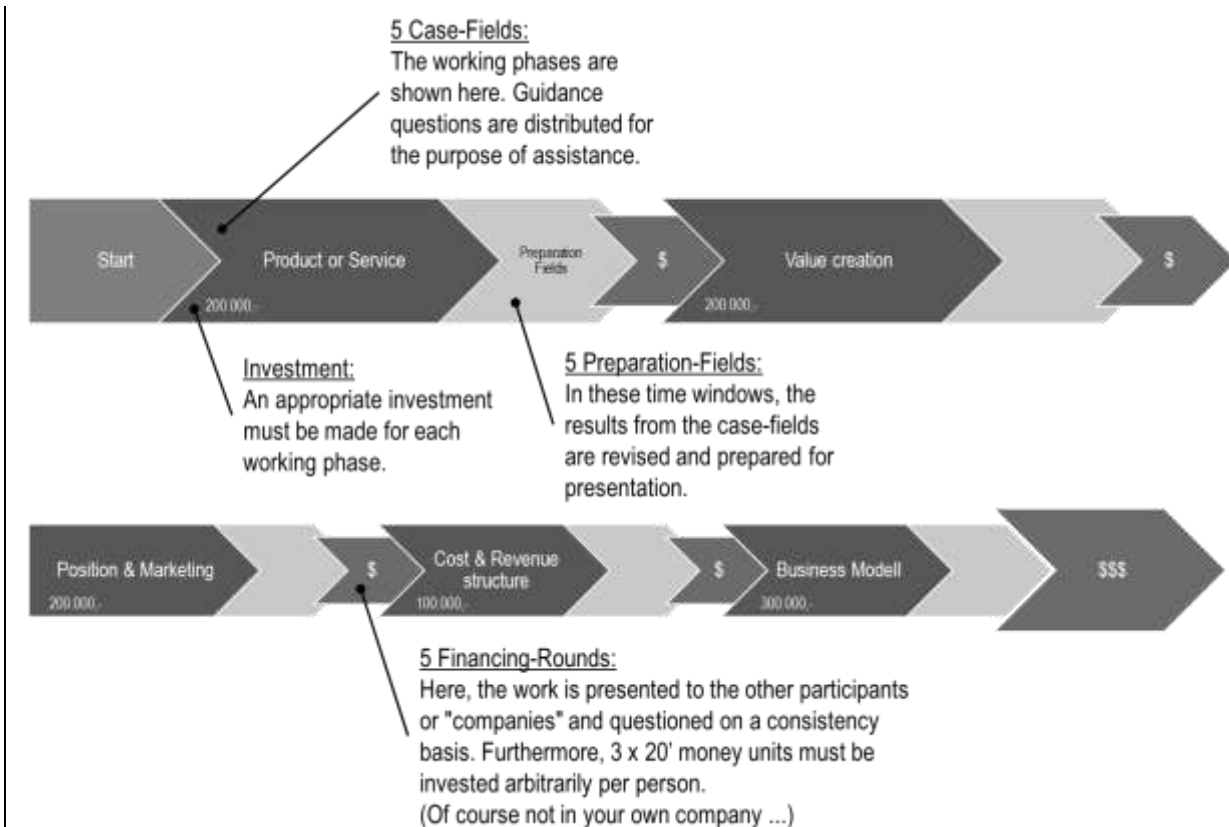 5 Case-Fields:
The working phases are
shown here. Guidance
questions are distributed for
the purpose of assistance.
Start
Product or Service
200.000,-
Preparation
Fields
$
Value creation
200.000,-
$
Investment:
An appropriate investment
must be made for each
working phase.
5 Preparation-Fields:
In these time windows, the
results from the case-fields
are revised and prepared for
presentation.
Position & Marketing
200.000,-
$
Cost & Revenue
structure
100.000,-
$
Business Modell
300.000,-
$$$
5 Financing-Rounds:
Here, the work is presented to the other participants
or "companies" and questioned on a consistency
basis. Furthermore, 3 x 20' money units must be
invested arbitrarily per person.
(Of course not in your own company ...)